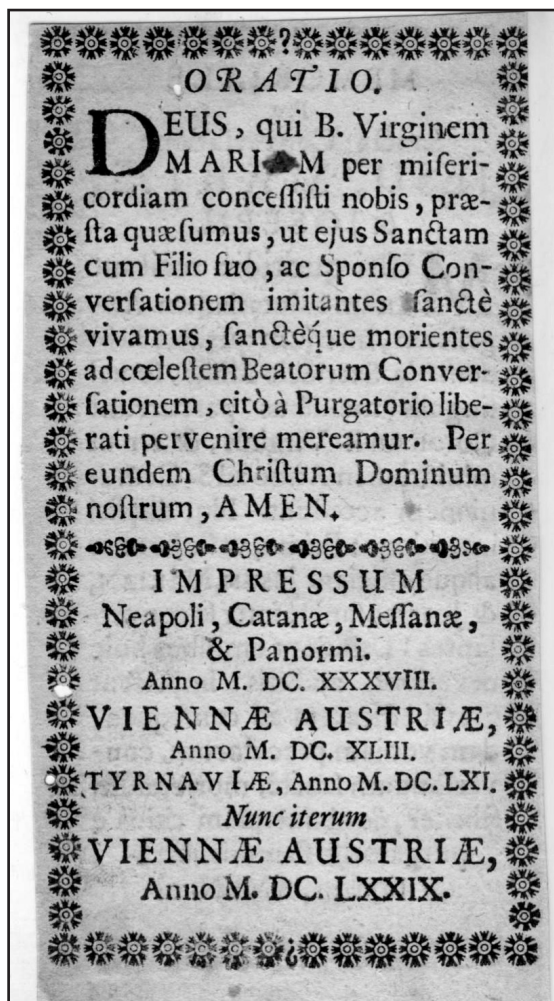 ORATIO.
DEUS, qui B. Virginem
MARIAM per miſeri-
cordiam conceſſiſti nobis, præ-
ſta quæſumus, ut ejus Sanctam
cum Filio ſuo, ac Sponſo Con-
verſationem imitantes ſanctè
vivamus, ſanctèq́ue morientes
ad cœleſtem Beatorum Conver-
ſationem, citò à Purgatorio libe-
rati pervenire mereamur. Per
eundem Chriſtum Dominum
noſtrum, AMEN.
IMPRESSUM
Neapoli, Catanæ, Meſſanæ,
& Panormi.
Anno M. DC. XXXVIII.
VIENNÆ AUSTRIÆ,
Anno M. DC. XLIII.
TYRNAVIÆ, Anno M. DC. LXI.
Nunc iterum
VIENNÆ AUSTRIÆ,
Anno M. DC. LXXIX.